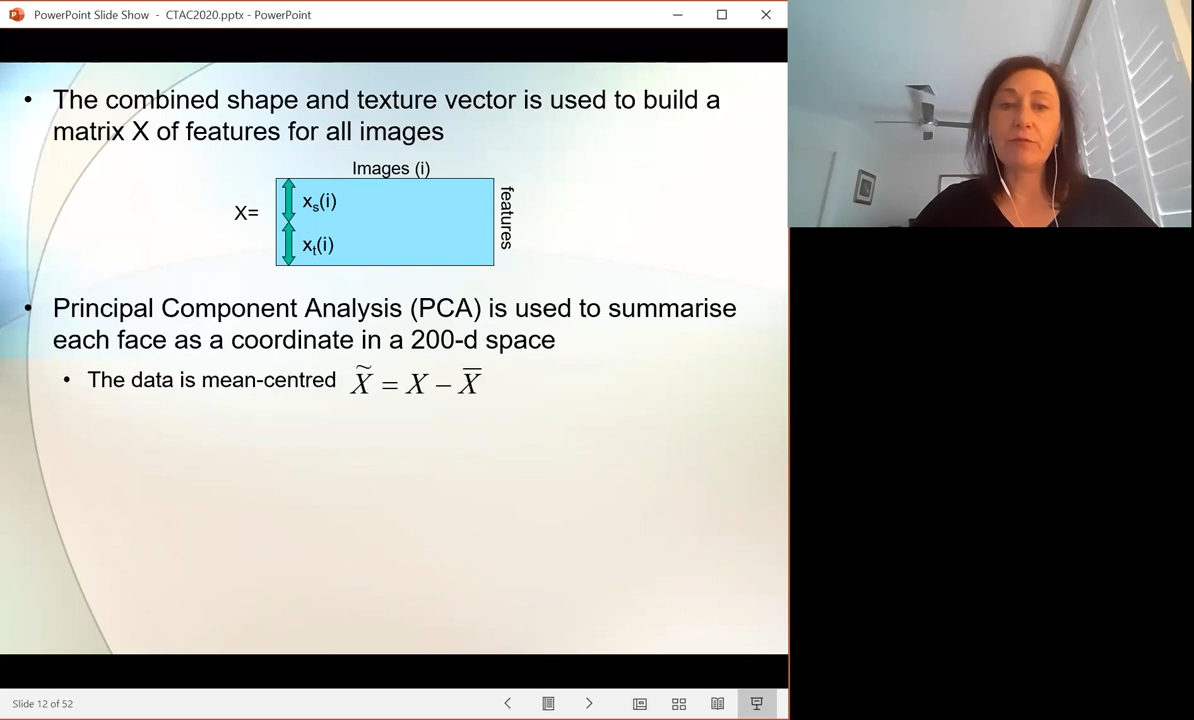 PowerPoint Slide Show - CTAC2020.pptx - PowerPoint
• The combined shape and texture vector is used to build a
matrix X of features for all images
Images (i)
X=
xₛ(i)
xₜ(i)
features
• Principal Component Analysis (PCA) is used to summarise
each face as a coordinate in a 200-d space
• The data is mean-centred X̃ = X − X̅
Slide 12 of 52